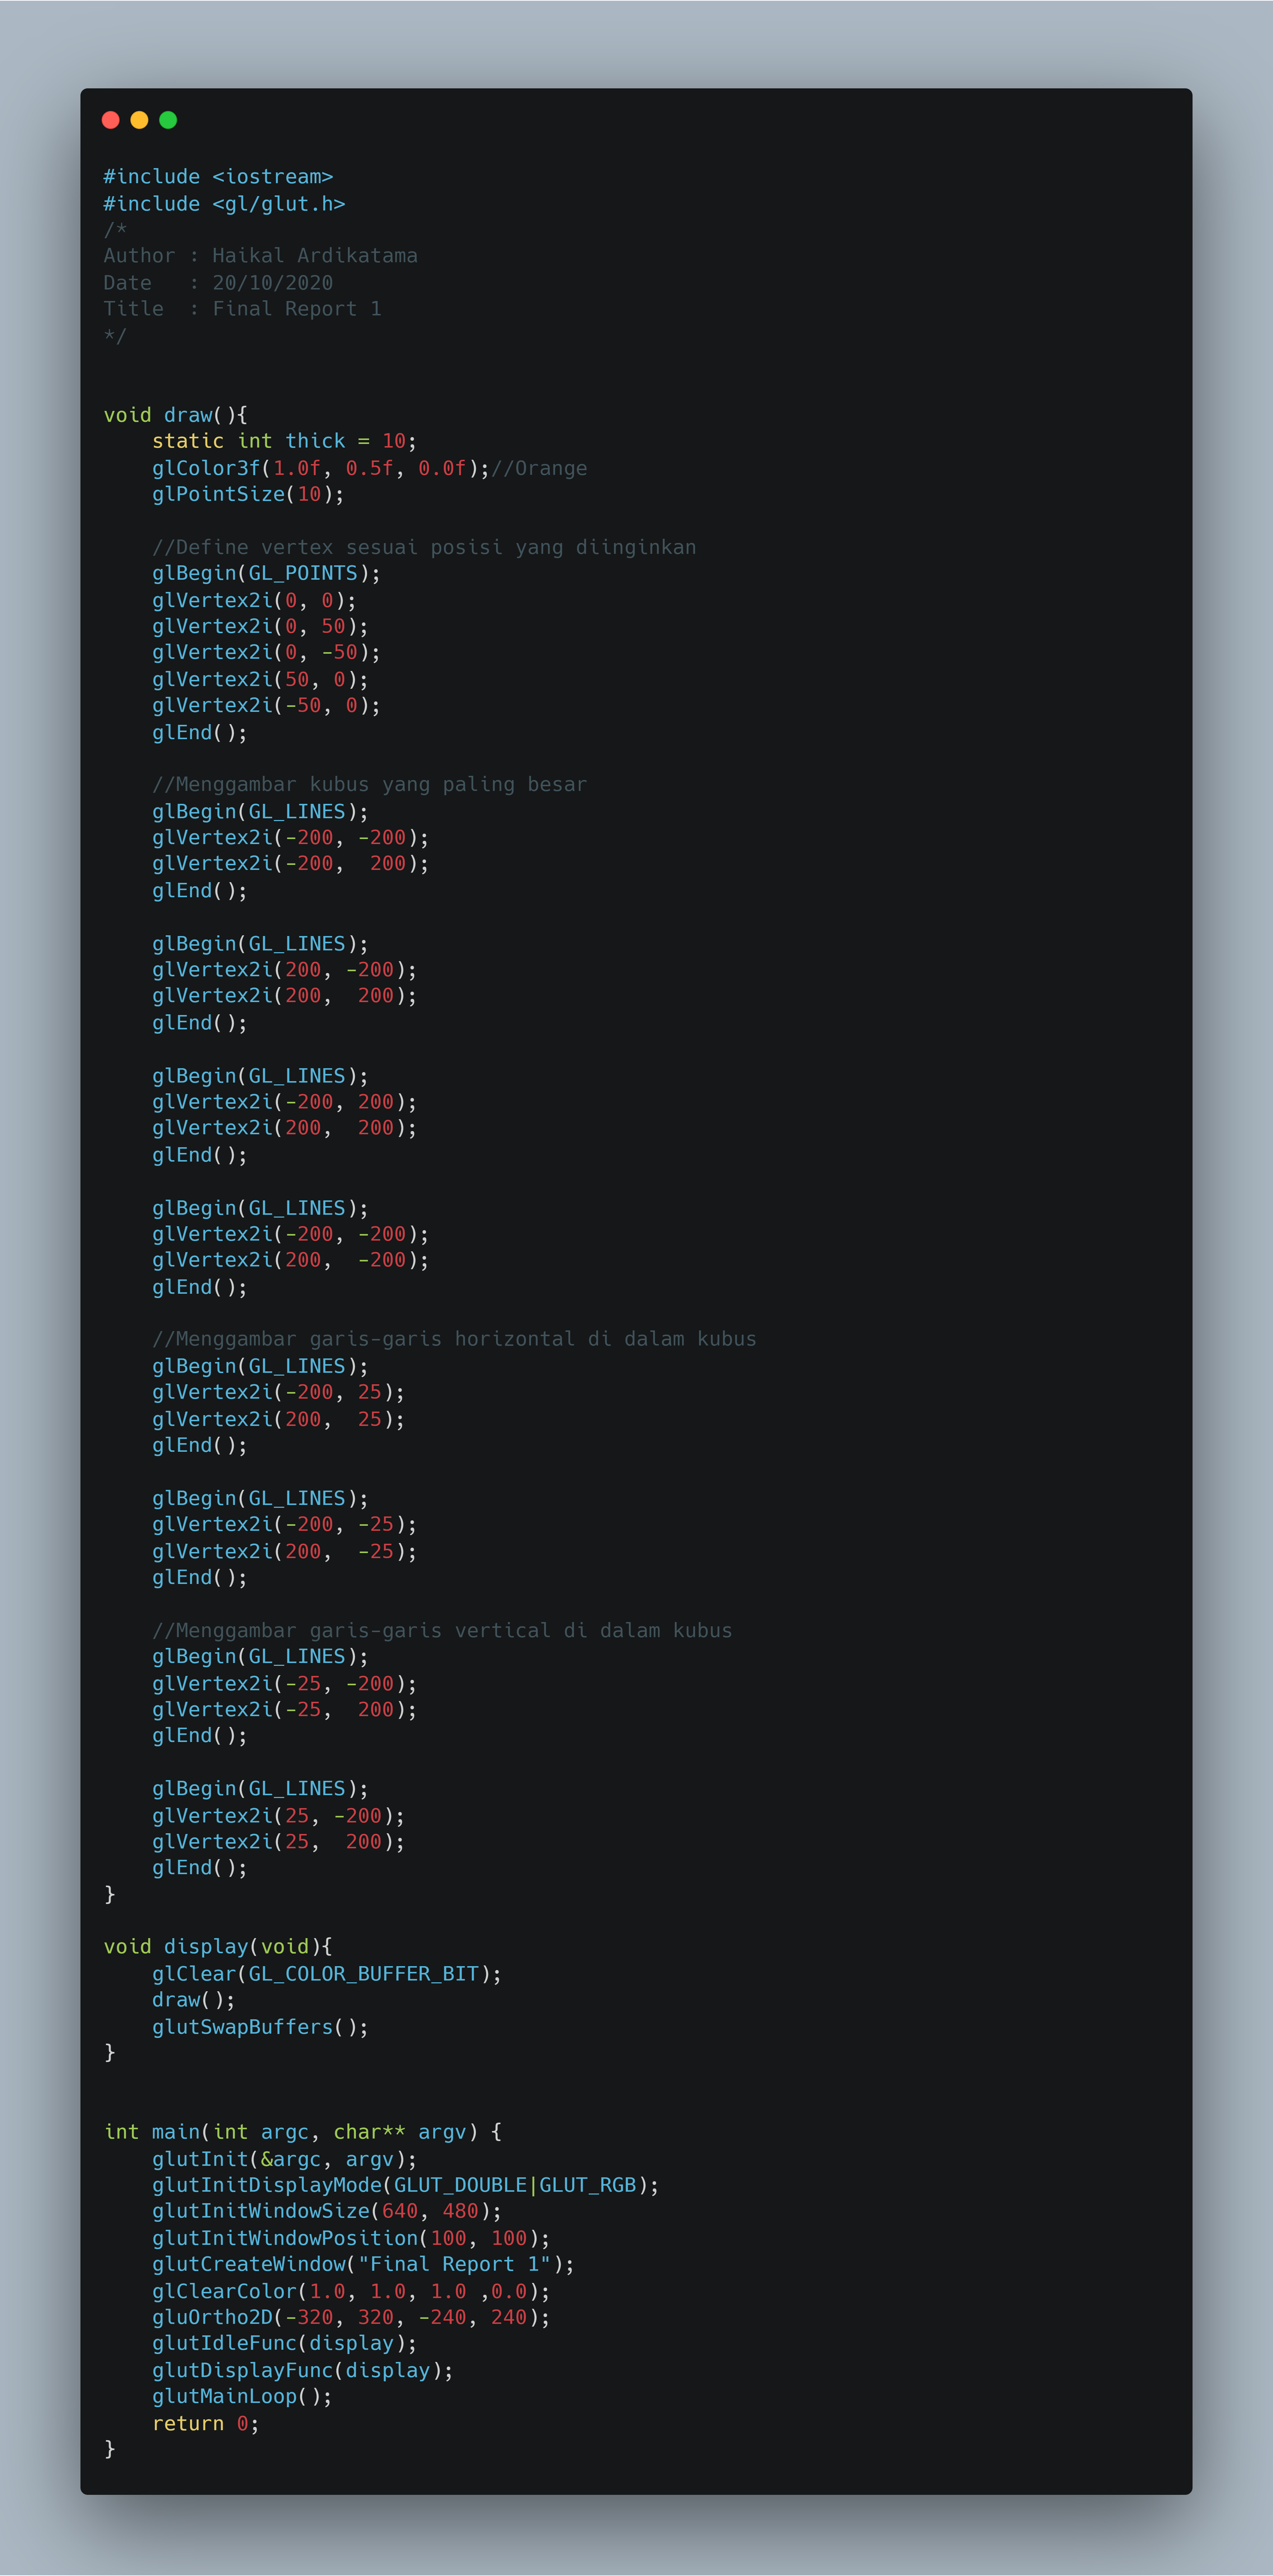 #include <iostream>
#include <gl/glut.h>
/*
Author : Haikal Ardikatama
Date   : 20/10/2020
Title  : Final Report 1
*/


void draw(){
    static int thick = 10;
    glColor3f(1.0f, 0.5f, 0.0f);//Orange
    glPointSize(10);

    //Define vertex sesuai posisi yang diinginkan
    glBegin(GL_POINTS);
    glVertex2i(0, 0);
    glVertex2i(0, 50);
    glVertex2i(0, -50);
    glVertex2i(50, 0);
    glVertex2i(-50, 0);
    glEnd();

    //Menggambar kubus yang paling besar
    glBegin(GL_LINES);
    glVertex2i(-200, -200);
    glVertex2i(-200,  200);
    glEnd();

    glBegin(GL_LINES);
    glVertex2i(200, -200);
    glVertex2i(200,  200);
    glEnd();

    glBegin(GL_LINES);
    glVertex2i(-200, 200);
    glVertex2i(200,  200);
    glEnd();

    glBegin(GL_LINES);
    glVertex2i(-200, -200);
    glVertex2i(200,  -200);
    glEnd();

    //Menggambar garis-garis horizontal di dalam kubus
    glBegin(GL_LINES);
    glVertex2i(-200, 25);
    glVertex2i(200,  25);
    glEnd();

    glBegin(GL_LINES);
    glVertex2i(-200, -25);
    glVertex2i(200,  -25);
    glEnd();

    //Menggambar garis-garis vertical di dalam kubus
    glBegin(GL_LINES);
    glVertex2i(-25, -200);
    glVertex2i(-25,  200);
    glEnd();

    glBegin(GL_LINES);
    glVertex2i(25, -200);
    glVertex2i(25,  200);
    glEnd();
}

void display(void){
    glClear(GL_COLOR_BUFFER_BIT);
    draw();
    glutSwapBuffers();
}


int main(int argc, char** argv) {
    glutInit(&argc, argv);
    glutInitDisplayMode(GLUT_DOUBLE|GLUT_RGB);
    glutInitWindowSize(640, 480);
    glutInitWindowPosition(100, 100);
    glutCreateWindow("Final Report 1");
    glClearColor(1.0, 1.0, 1.0 ,0.0);
    gluOrtho2D(-320, 320, -240, 240);
    glutIdleFunc(display);
    glutDisplayFunc(display);
    glutMainLoop();
    return 0;
}